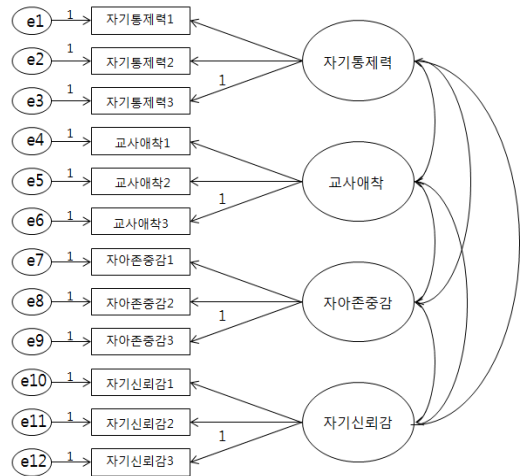 e1 1 자기통제력1
e2 1 자기통제력2
자기통제력
e3 1 자기통제력3 1
e4 1 교사애착1
e5 1 교사애착2
교사애착
e6 1 교사애착3 1
e7 1 자아존중감1
e8 1 자아존중감2
자아존중감
e9 1 자아존중감3 1
e10 1 자기신뢰감1
e11 1 자기신뢰감2
자기신뢰감
e12 1 자기신뢰감3 1